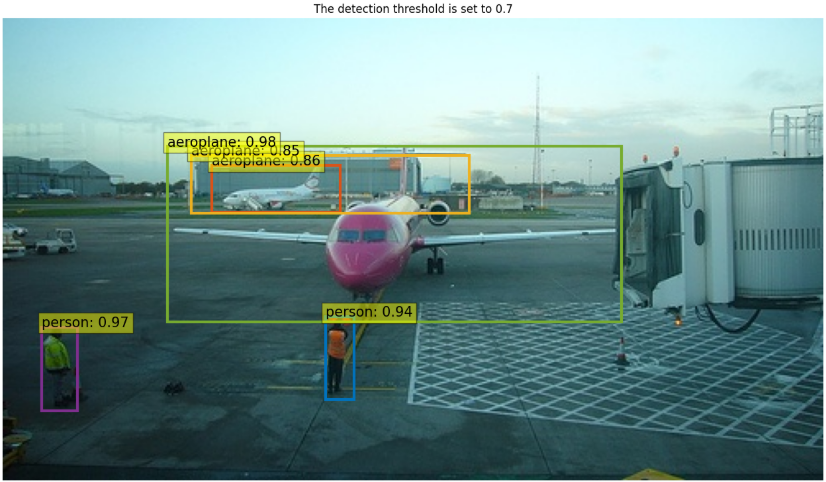 The detection threshold is set to 0.7
aeroplane: 0.98
aeroplane: 0.85
aeroplane: 0.86
person: 0.94
person: 0.97